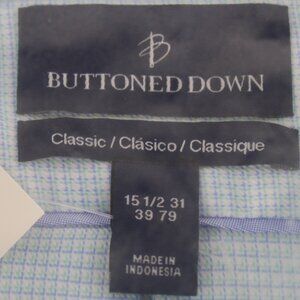 BUTTONED DOWN
Classic / Clásico / Classique
15 1/2 31
39 79
MADE IN
INDONESIA